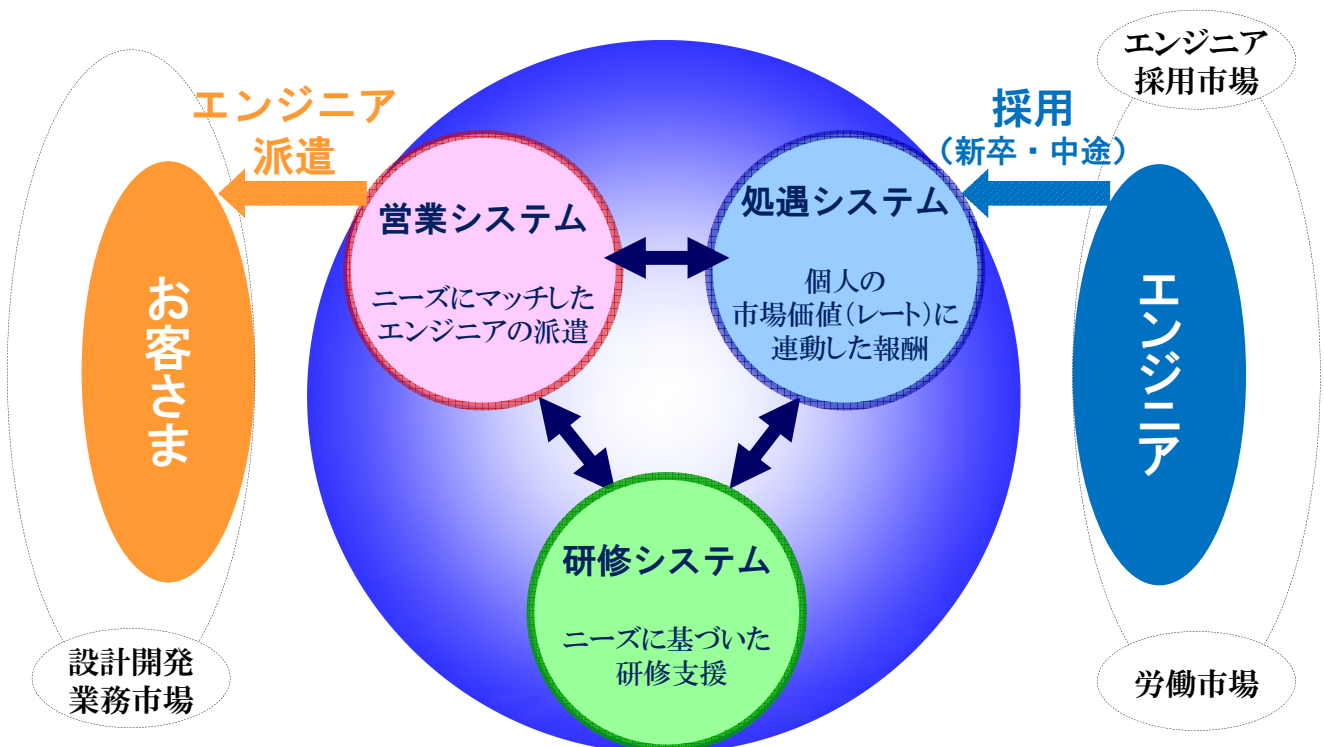 エンジニア
派遣
お客さま
設計開発
業務市場
営業システム
ニーズにマッチした
エンジニアの派遣
処遇システム
個人の
市場価値(レート)に
連動した報酬
研修システム
ニーズに基づいた
研修支援
採用
(新卒・中途)
エンジニア
採用市場
エンジニア
労働市場